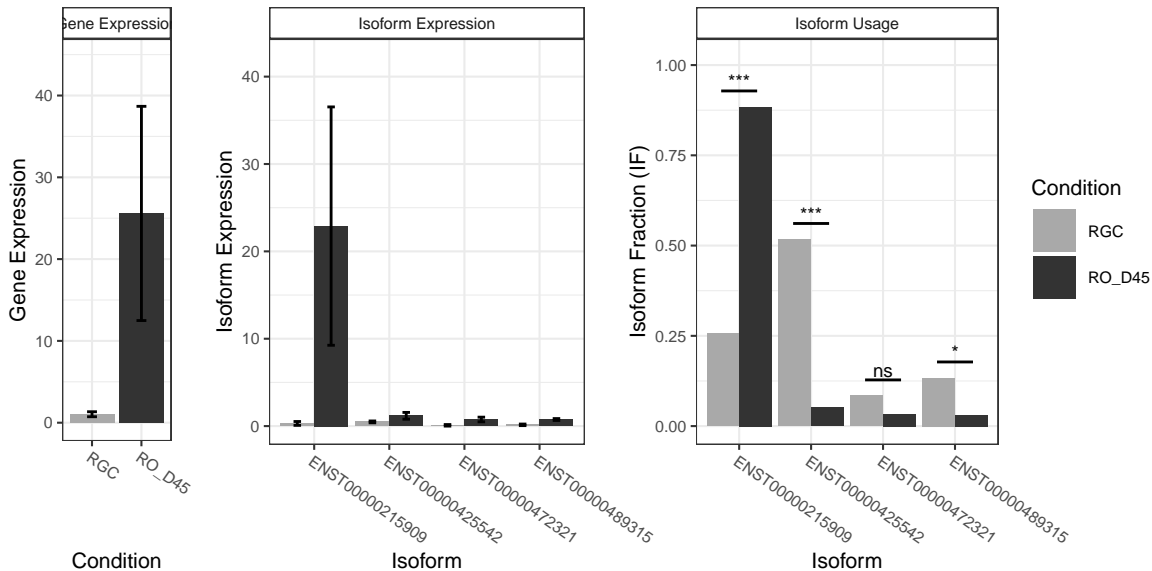 Gene Expression
Isoform Expression
Isoform Usage
Gene Expression
40
30
20
10
0
RGC
RO_D45
Condition
Isoform Expression
40
30
20
10
0
ENST00000215909
ENST00000425542
ENST00000472321
ENST00000489315
Isoform
Isoform Fraction (IF)
1.00
0.75
0.50
0.25
0.00
***
***
ns
*
ENST00000215909
ENST00000425542
ENST00000472321
ENST00000489315
Isoform
Condition
RGC
RO_D45